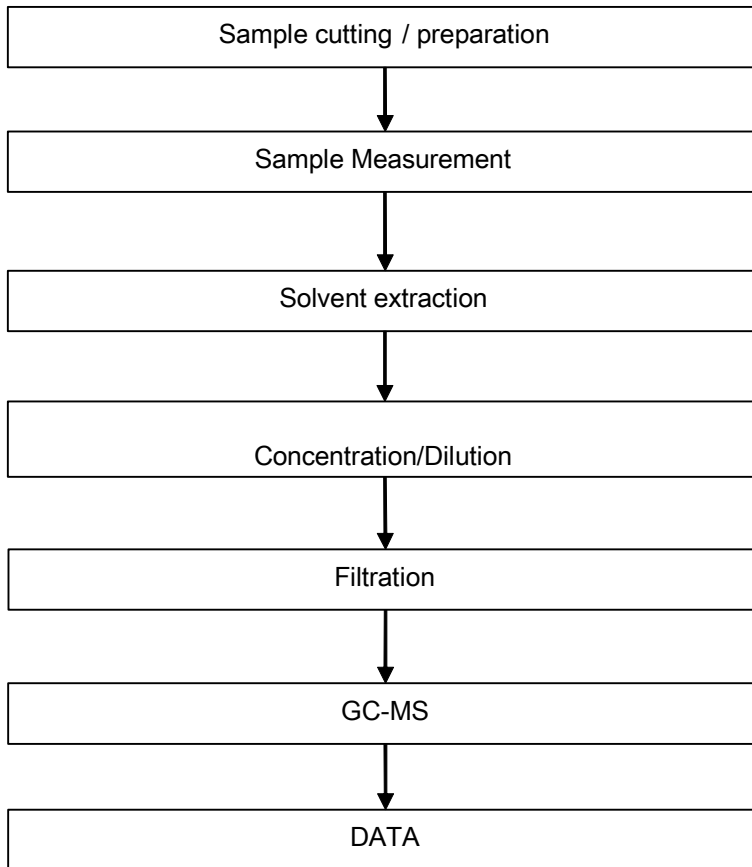 Sample cutting / preparation
Sample Measurement
Solvent extraction
Concentration/Dilution
Filtration
GC-MS
DATA